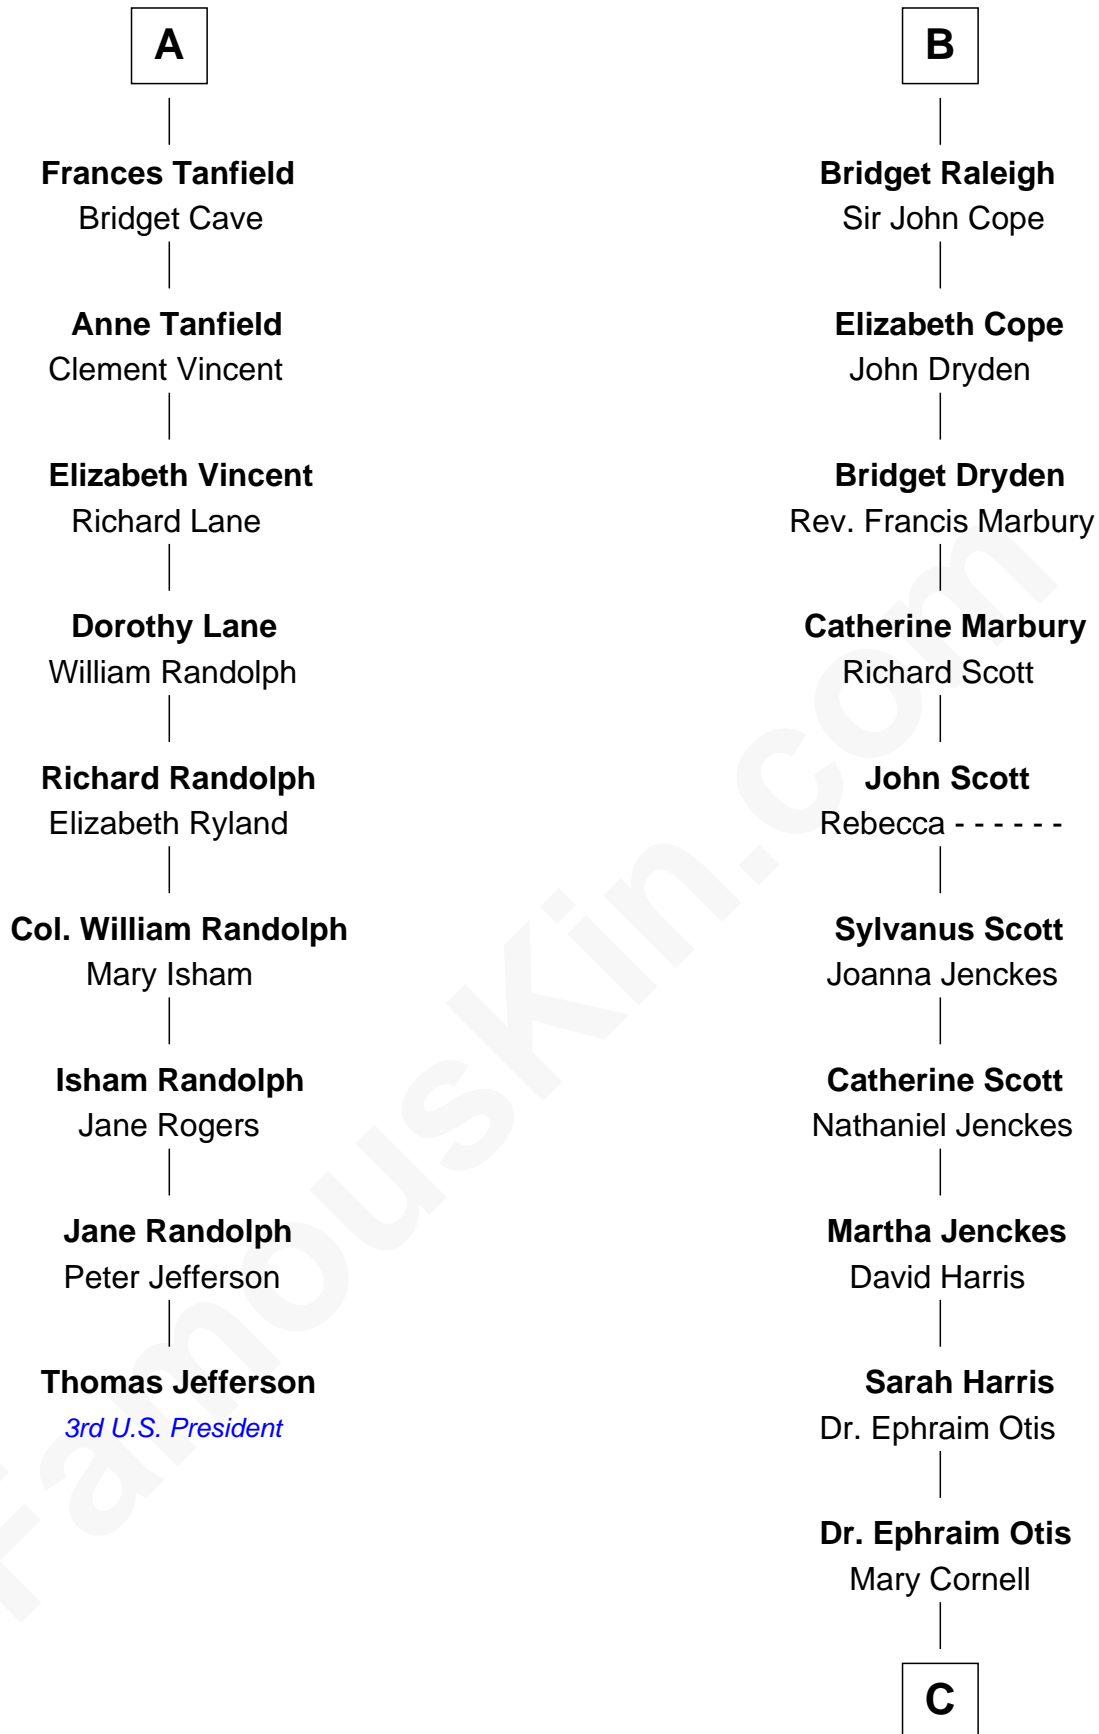 A
Frances Tanfield
Bridget Cave
Anne Tanfield
Clement Vincent
Elizabeth Vincent
Richard Lane
Dorothy Lane
William Randolph
Richard Randolph
Elizabeth Ryland
Col. William Randolph
Mary Isham
Isham Randolph
Jane Rogers
Jane Randolph
Peter Jefferson
Thomas Jefferson
3rd U.S. President
B
Bridget Raleigh
Sir John Cope
Elizabeth Cope
John Dryden
Bridget Dryden
Rev. Francis Marbury
Catherine Marbury
Richard Scott
John Scott
Rebecca - - - - - -
Sylvanus Scott
Joanna Jenckes
Catherine Scott
Nathaniel Jenckes
Martha Jenckes
David Harris
Sarah Harris
Dr. Ephraim Otis
Dr. Ephraim Otis
Mary Cornell
C
FamousKin.com